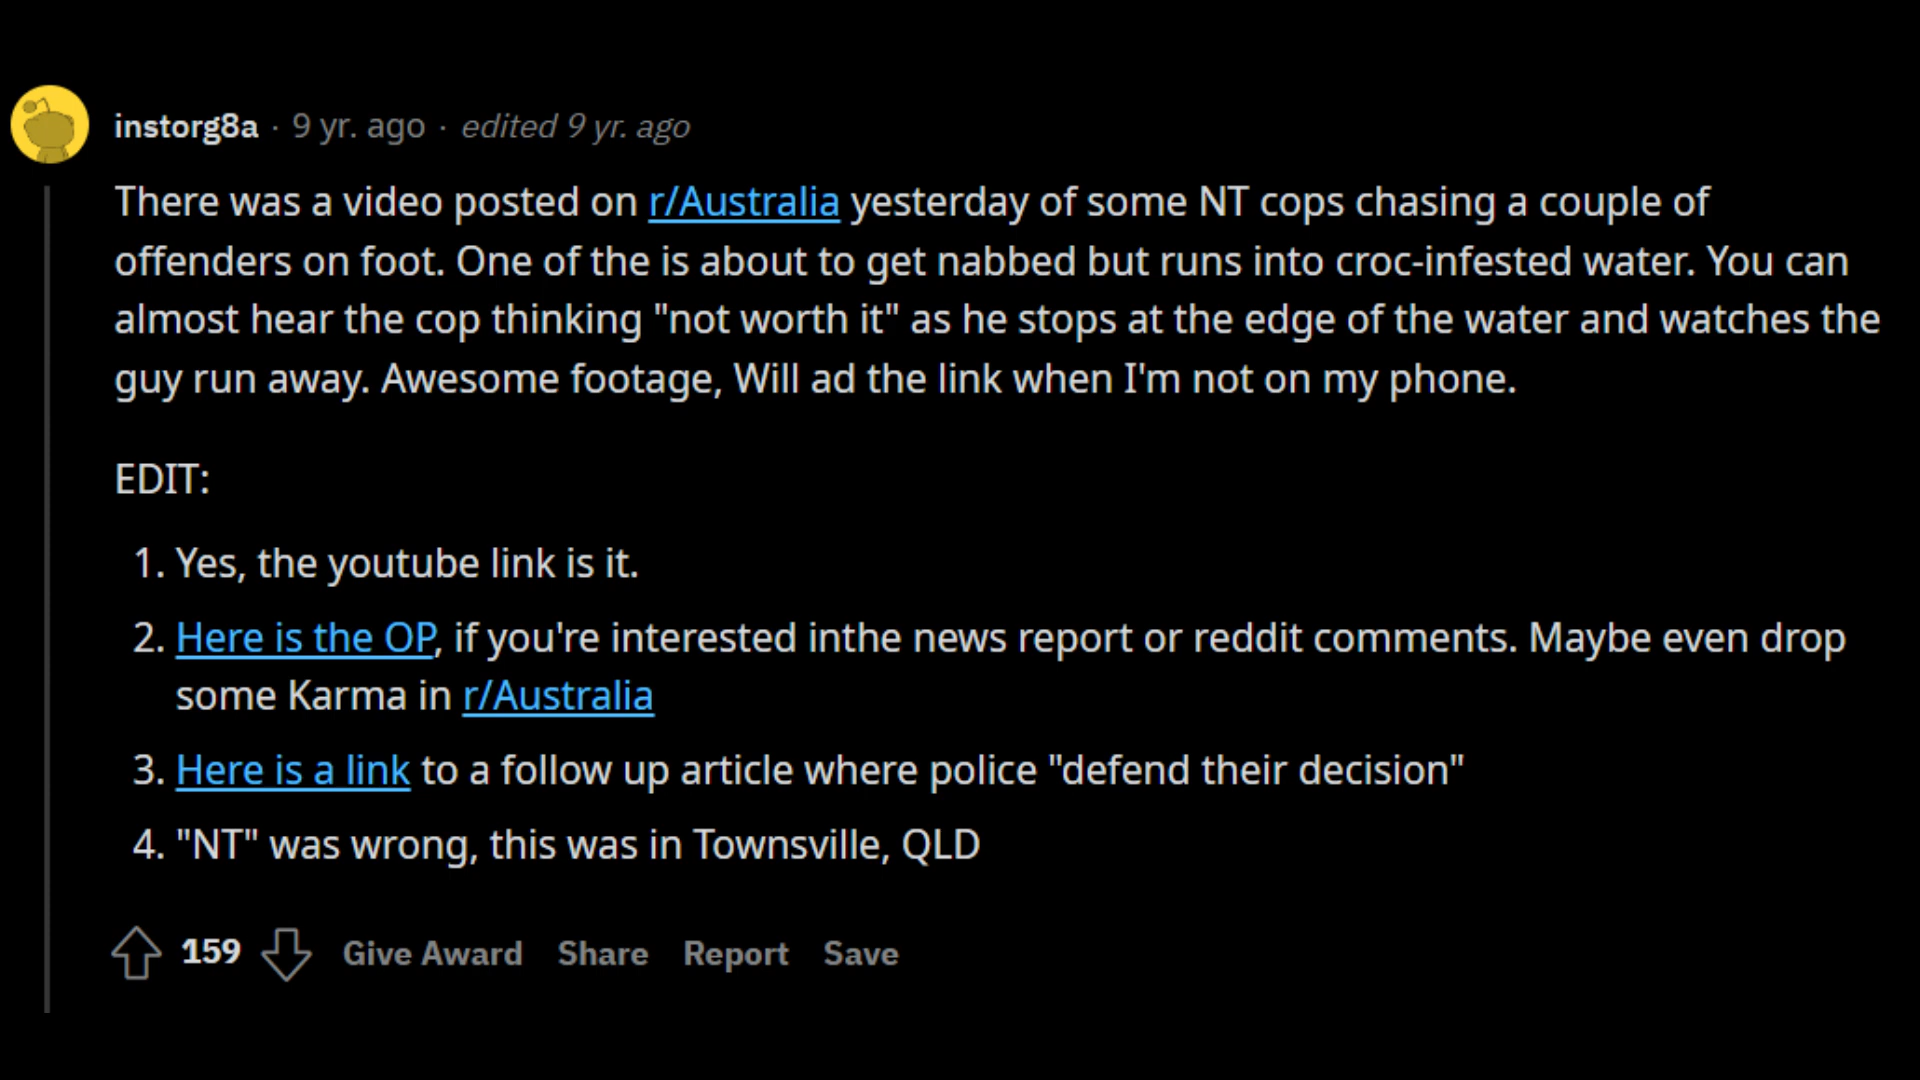 instorg8a · 9 yr. ago · edited 9 yr. ago
There was a video posted on r/Australia yesterday of some NT cops chasing a couple of
offenders on foot. One of the is about to get nabbed but runs into croc-infested water. You can
almost hear the cop thinking "not worth it" as he stops at the edge of the water and watches the
guy run away. Awesome footage, Will ad the link when I'm not on my phone.
EDIT:
1. Yes, the youtube link is it.
2. Here is the OP, if you're interested inthe news report or reddit comments. Maybe even drop
some Karma in r/Australia
3. Here is a link to a follow up article where police "defend their decision"
4. "NT" was wrong, this was in Townsville, QLD
159 Give Award Share Report Save